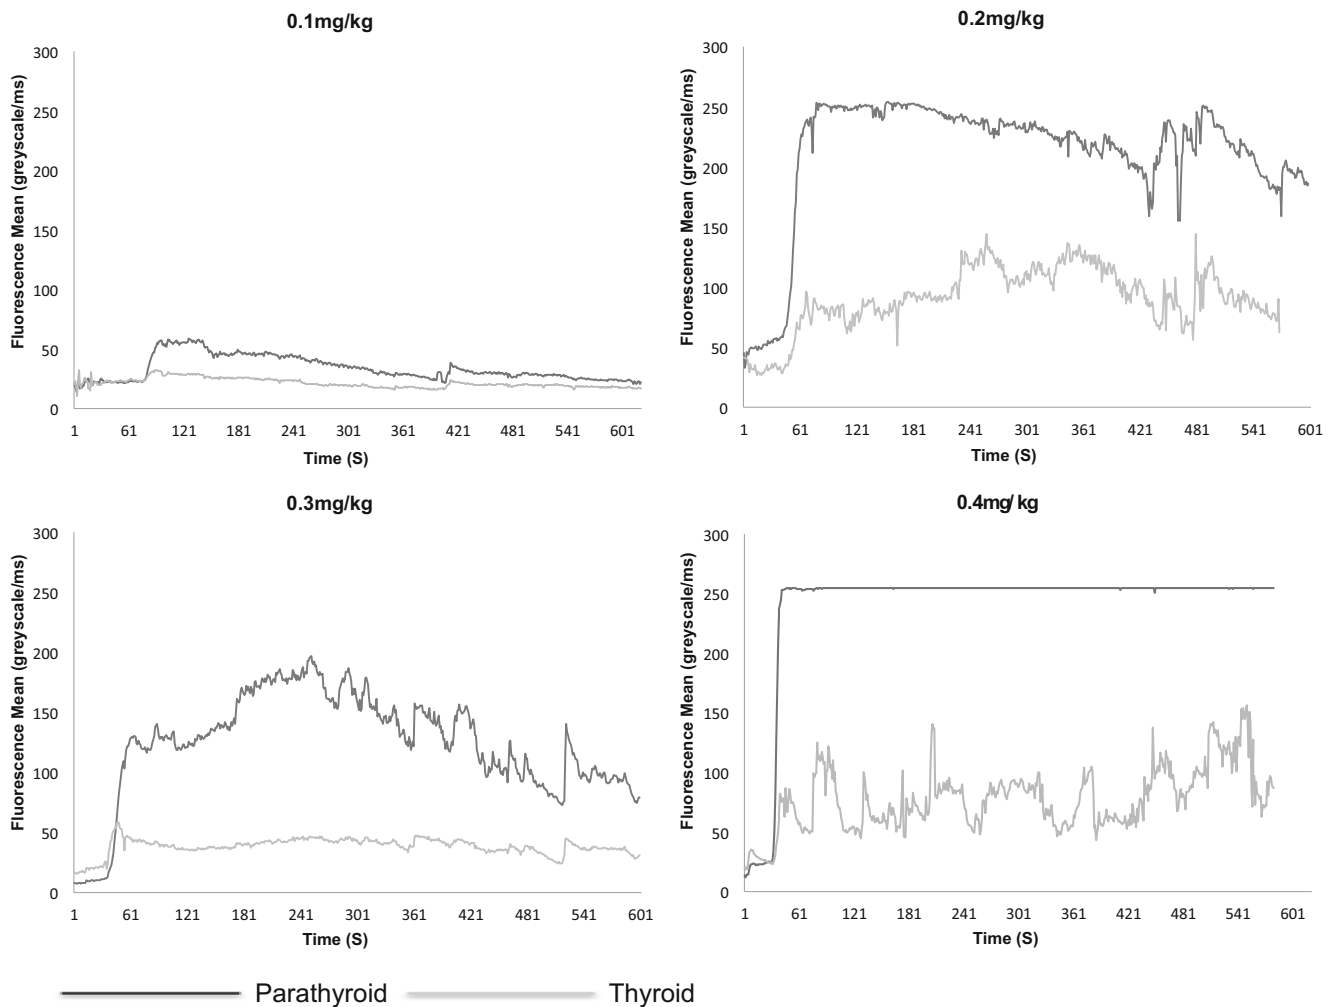 0.1mg/kg
Fluorescence Mean (greyscale/ms)
300
250
200
150
100
50
0
1 61 121 181 241 301 361 421 481 541 601
Time (S)
0.2mg/kg
Fluorescence Mean (greyscale/ms)
300
250
200
150
100
50
0
1 61 121 181 241 301 361 421 481 541 601
Time (S)
0.3mg/kg
Fluorescence Mean (greyscale/ms)
300
250
200
150
100
50
0
1 61 121 181 241 301 361 421 481 541 601
Time (S)
0.4mg/kg
Fluorescence Mean (greyscale/ms)
300
250
200
150
100
50
0
1 61 121 181 241 301 361 421 481 541 601
Time (S)
Parathyroid Thyroid